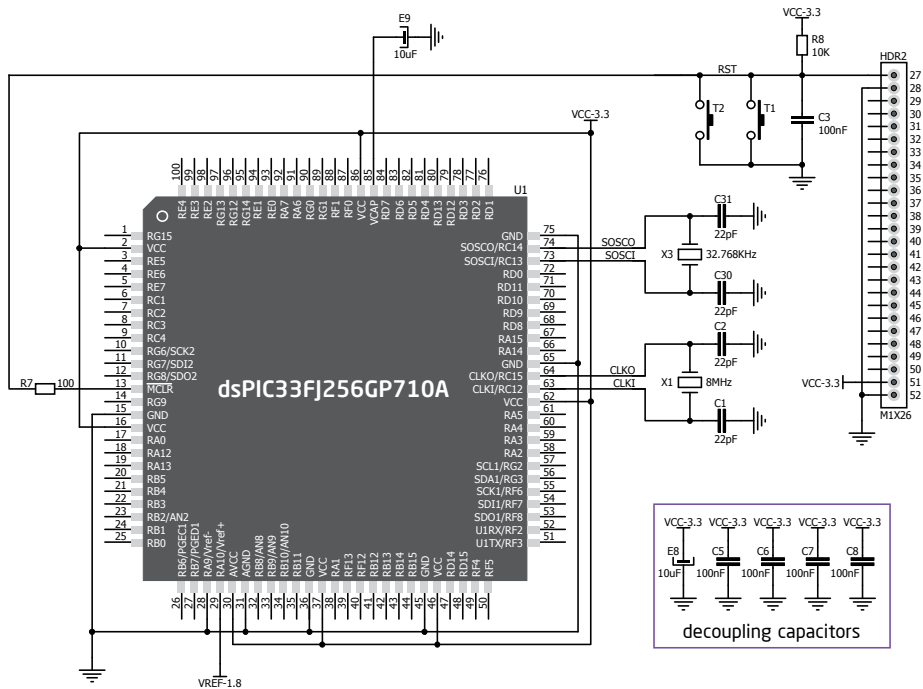 E9
10uF
VCC-3.3
R8
10K
HDR2
RST
T2
T1
C3
100nF
27
28
29
30
31
32
33
34
35
36
37
38
39
40
41
42
43
44
45
46
47
48
49
50
51
52
VCC-3.3
M1X26
VCC-3.3
100
99
98
97
96
95
94
93
92
91
90
89
88
87
86
85
84
83
82
81
80
79
78
77
76
RE4
RE3
RE2
RG13
RG12
RG14
RE1
RE0
RA7
RA6
RG0
RG1
RF1
RF0
VCC
VCAP
RD7
RD6
RD5
RD4
RD13
RD12
RD3
RD2
RD1
U1
1 RG15
2 VCC
3 RE5
4 RE6
5 RE7
6 RC1
7 RC2
8 RC3
9 RC4
10 RG6/SCK2
11 RG7/SDI2
12 RG8/SDO2
R7 100
13 MCLR
14 RG9
15 GND
16 VCC
17 RA0
18 RA12
19 RA13
20 RB5
21 RB4
22 RB3
23 RB2/AN2
24 RB1
25 RB0
dsPIC33FJ256GP710A
GND 75
SOSCO/RC14 74 SOSCO
SOSCI/RC13 73 SOSCI
RD0 72
RD11 71
RD10 70
RD9 69
RD8 68
RA15 67
RA14 66
GND 65
CLKO/RC15 64 CLKO
CLKI/RC12 63 CLKI
VCC 62
RA5 61
RA4 60
RA3 59
RA2 58
SCL1/RG2 57
SDA1/RG3 56
SCK1/RF6 55
SDI1/RF7 54
SDO1/RF8 53
U1RX/RF2 52
U1TX/RF3 51
C31
22pF
X3 32.768KHz
C30
22pF
C2
22pF
X1 8MHz
C1
22pF
RB6/PGEC1
RB7/PGED1
RA9/Vref-
RA10/Vref+
AVCC
AGND
RB8/AN8
RB9/AN9
RB10/AN10
RB11
GND
VCC
RA1
RF13
RF12
RB12
RB13
RB14
RB15
GND
VCC
RD14
RD15
RF4
RF5
26
27
28
29
30
31
32
33
34
35
36
37
38
39
40
41
42
43
44
45
46
47
48
49
50
VREF-1.8
VCC-3.3 VCC-3.3 VCC-3.3 VCC-3.3 VCC-3.3
E8 C5 C6 C7 C8
10uF 100nF 100nF 100nF 100nF
decoupling capacitors